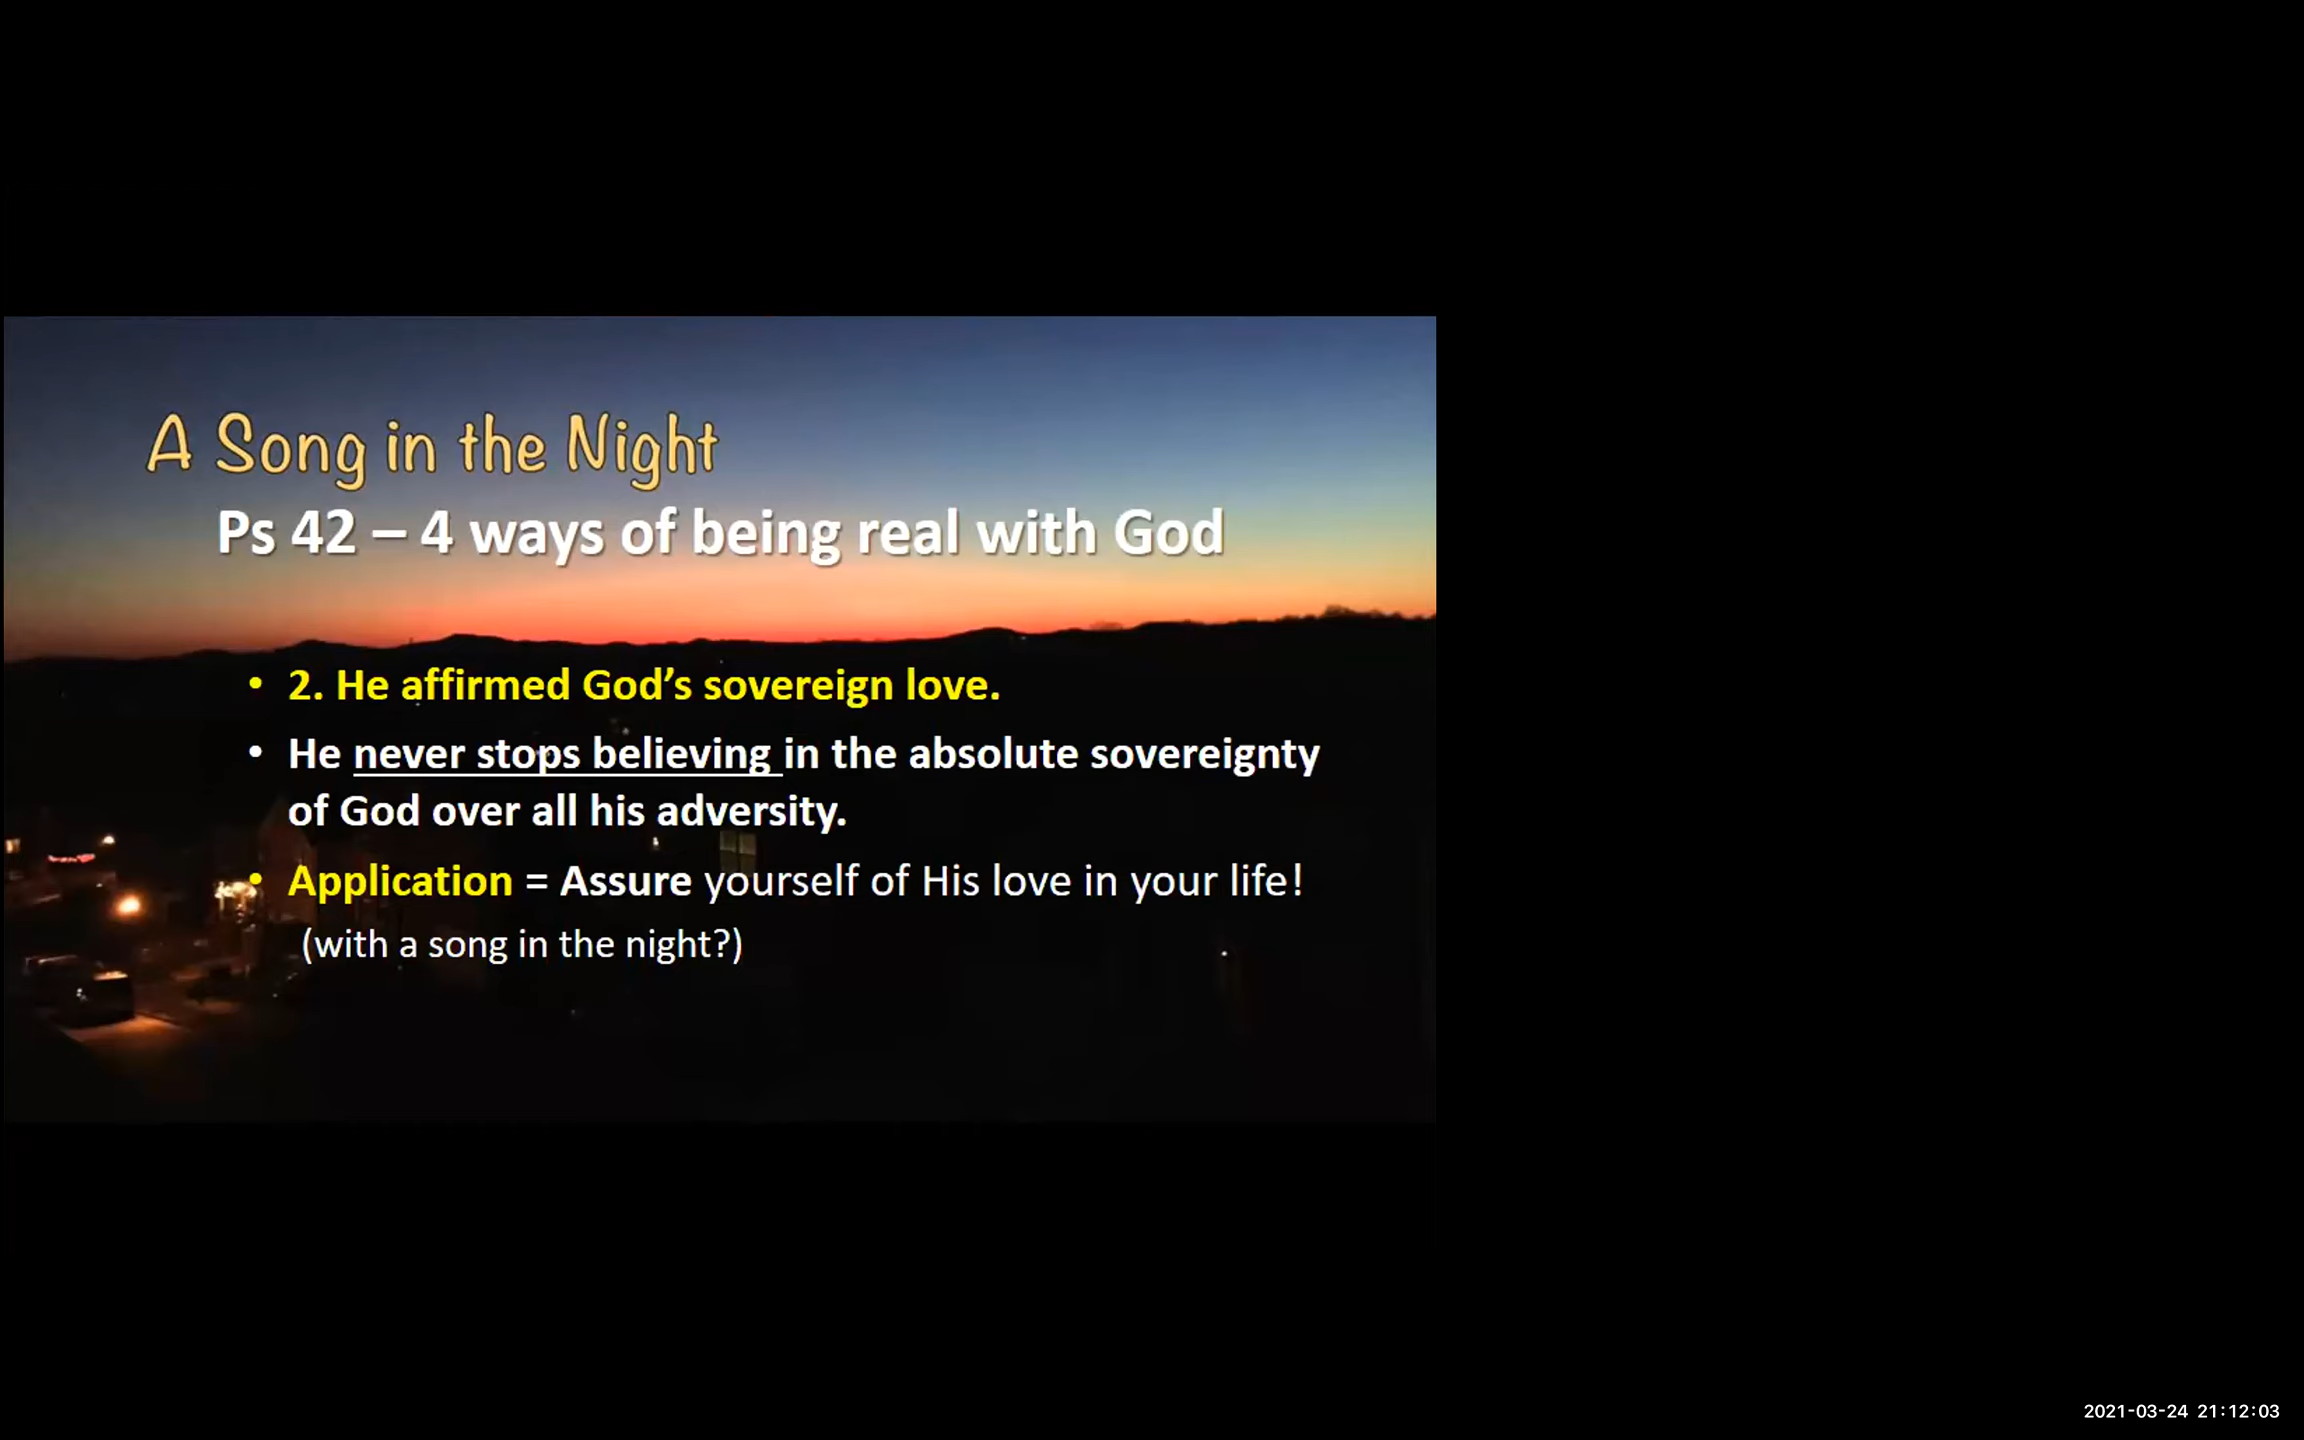 A Song in the Night
Ps 42 – 4 ways of being real with God
• 2. He affirmed God’s sovereign love.
• He never stops believing in the absolute sovereignty
of God over all his adversity.
• Application = Assure yourself of His love in your life!
(with a song in the night?)
2021-03-24 21:12:03